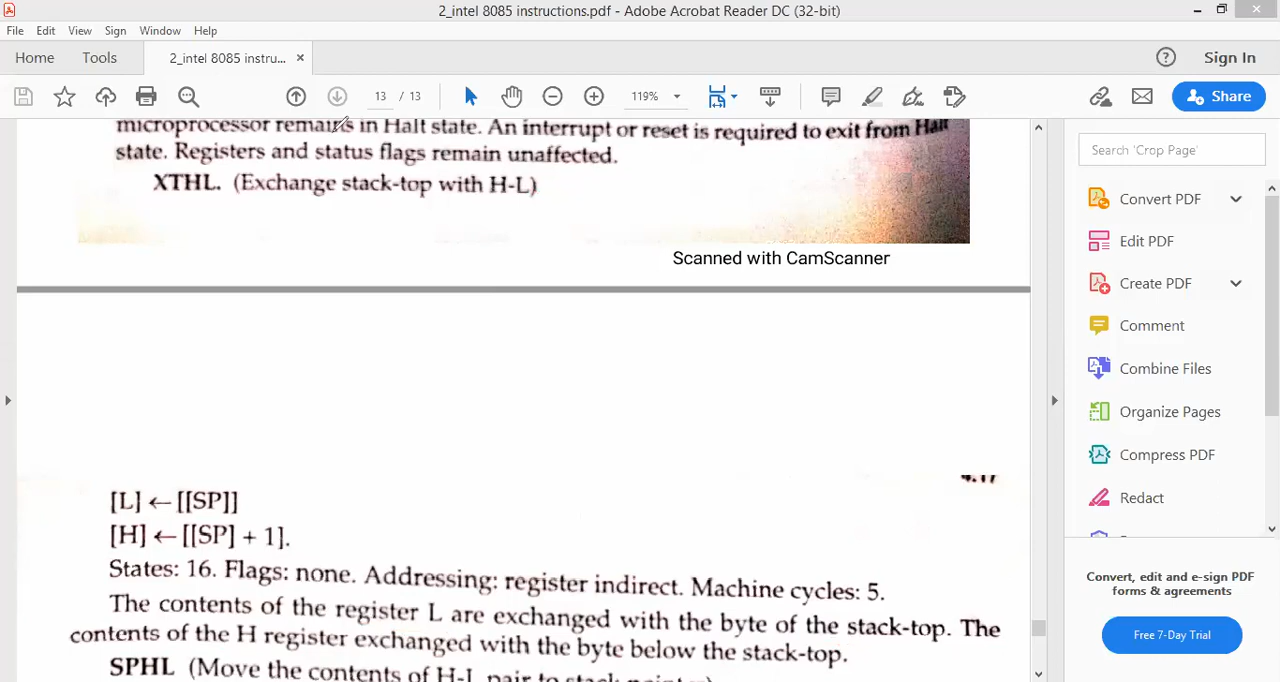 2_intel 8085 instructions.pdf - Adobe Acrobat Reader DC (32-bit)
File Edit View Sign Window Help
Home Tools 2_intel 8085 instru... ×
Sign In
13 / 13 119% Share
microprocessor remains in Halt state. An interrupt or reset is required to exit from Halt
state. Registers and status flags remain unaffected.
XTHL. (Exchange stack-top with H-L)
Scanned with CamScanner
4.17
[L] ← [[SP]]
[H] ← [[SP] + 1].
States: 16. Flags: none. Addressing: register indirect. Machine cycles: 5.
The contents of the register L are exchanged with the byte of the stack-top. The
contents of the H register exchanged with the byte below the stack-top.
SPHL (Move the contents of H-L pair to stack pointer)
Search 'Crop Page'
Convert PDF
Edit PDF
Create PDF
Comment
Combine Files
Organize Pages
Compress PDF
Redact
Convert, edit and e-sign PDF
forms & agreements
Free 7-Day Trial